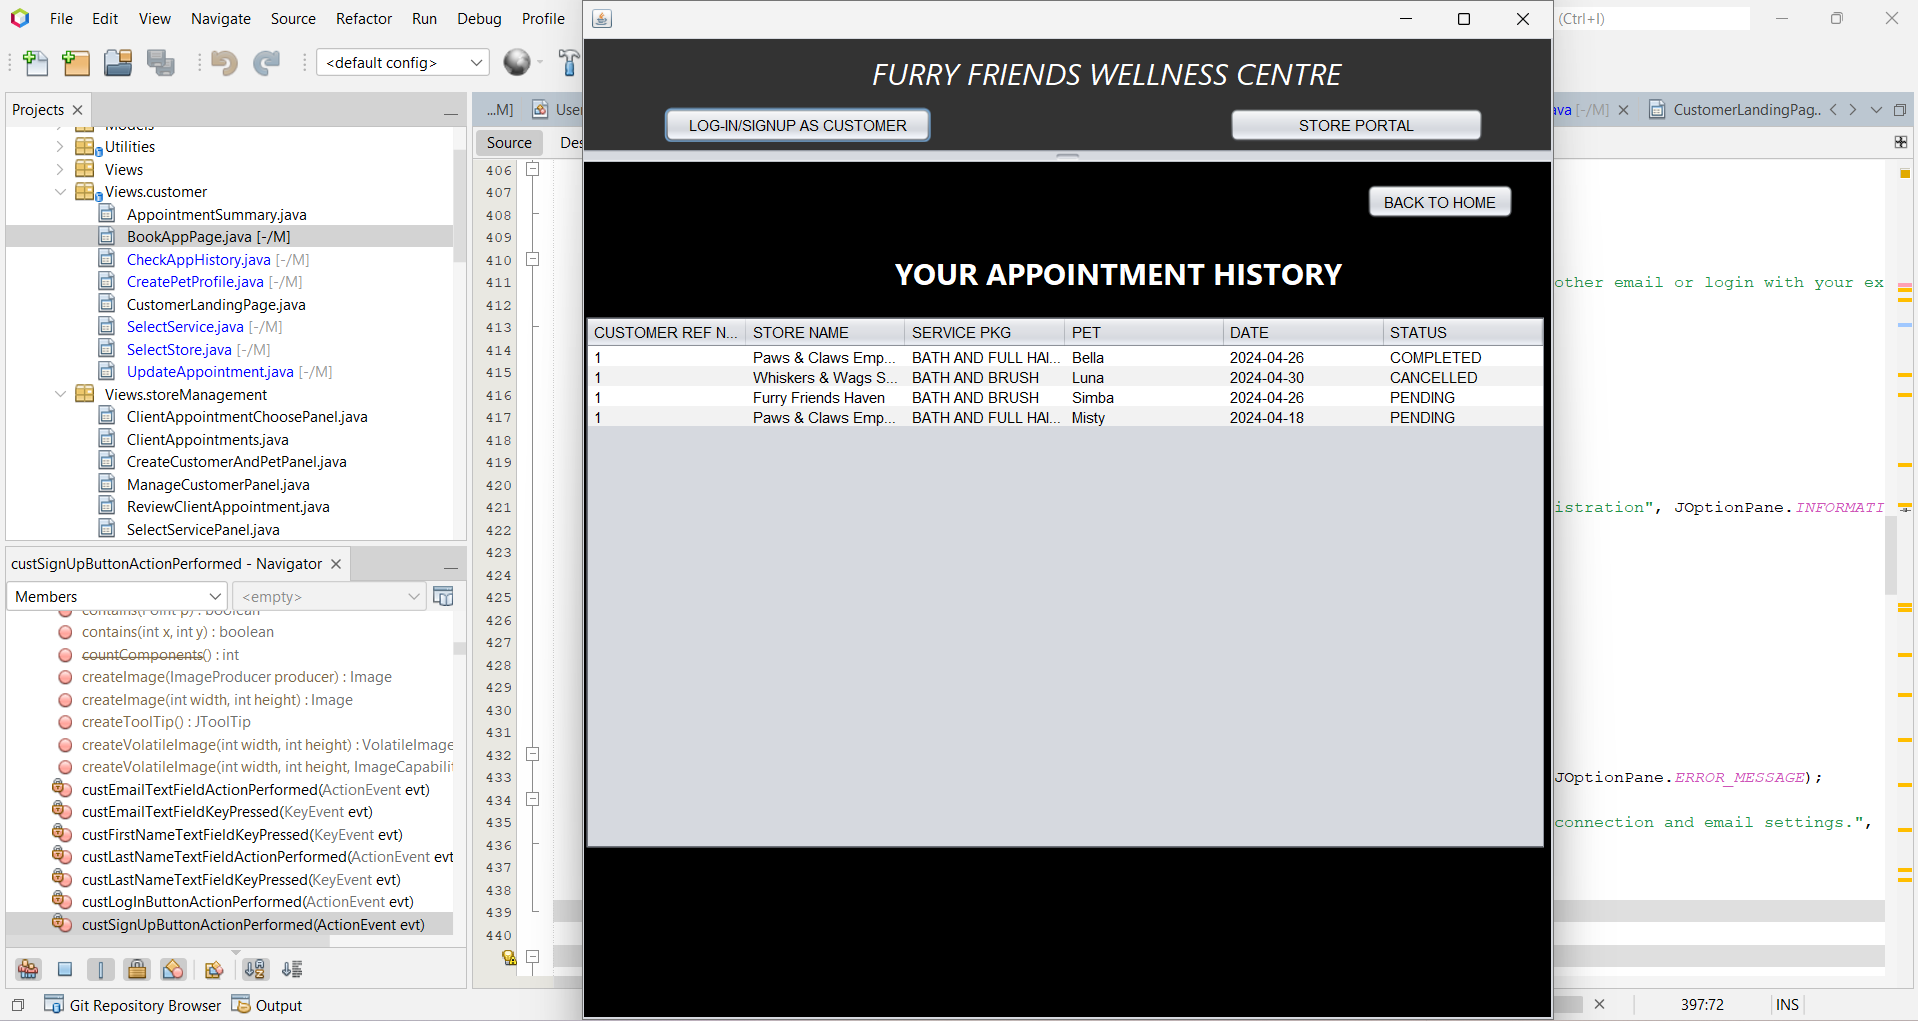 File Edit View Navigate Source Refactor Run Debug Profile
(Ctrl+I)
<default config>
Projects
Models
Utilities
Views
Views.customer
AppointmentSummary.java
BookAppPage.java [-/M]
CheckAppHistory.java [-/M]
CreatePetProfile.java [-/M]
CustomerLandingPage.java
SelectService.java [-/M]
SelectStore.java [-/M]
UpdateAppointment.java [-/M]
Views.storeManagement
ClientAppointmentChoosePanel.java
ClientAppointments.java
CreateCustomerAndPetPanel.java
ManageCustomerPanel.java
ReviewClientAppointment.java
SelectServicePanel.java
custSignUpButtonActionPerformed - Navigator
Members
<empty>
contains(Point p) : boolean
contains(int x, int y) : boolean
countComponents() : int
createImage(ImageProducer producer) : Image
createImage(int width, int height) : Image
createToolTip() : JToolTip
createVolatileImage(int width, int height) : VolatileImage
createVolatileImage(int width, int height, ImageCapabili
custEmailTextFieldActionPerformed(ActionEvent evt)
custEmailTextFieldKeyPressed(KeyEvent evt)
custFirstNameTextFieldKeyPressed(KeyEvent evt)
custLastNameTextFieldActionPerformed(ActionEvent evt
custLastNameTextFieldKeyPressed(KeyEvent evt)
custLogInButtonActionPerformed(ActionEvent evt)
custSignUpButtonActionPerformed(ActionEvent evt)
Git Repository Browser Output
...M] User
Source Des
406
407
408
409
410
411
412
413
414
415
416
417
418
419
420
421
422
423
424
425
426
427
428
429
430
431
432
433
434
435
436
437
438
439
440
FURRY FRIENDS WELLNESS CENTRE
LOG-IN/SIGNUP AS CUSTOMER STORE PORTAL
BACK TO HOME
YOUR APPOINTMENT HISTORY
CUSTOMER REF N... STORE NAME SERVICE PKG PET DATE STATUS
1 Paws & Claws Emp... BATH AND FULL HAI... Bella 2024-04-26 COMPLETED
1 Whiskers & Wags S... BATH AND BRUSH Luna 2024-04-30 CANCELLED
1 Furry Friends Haven BATH AND BRUSH Simba 2024-04-26 PENDING
1 Paws & Claws Emp... BATH AND FULL HAI... Misty 2024-04-18 PENDING
ava [-/M] CustomerLandingPag..
other email or login with your ex
istration", JOptionPane.INFORMATI
JOptionPane.ERROR_MESSAGE);
connection and email settings.",
397:72 INS